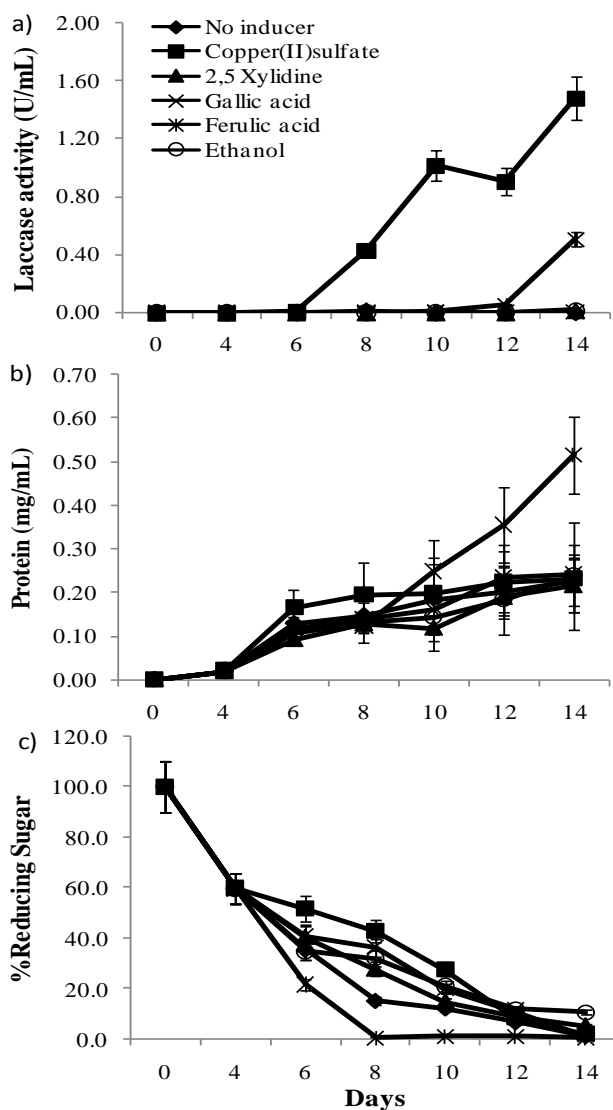 a)
No inducer
Copper(II)sulfate
2,5 Xylidine
Gallic acid
Ferulic acid
Ethanol
Laccase activity (U/mL)
2.00
1.60
1.20
0.80
0.40
0.00
0 4 6 8 10 12 14
b)
Protein (mg/mL)
0.70
0.60
0.50
0.40
0.30
0.20
0.10
0.00
0 4 6 8 10 12 14
c)
%Reducing Sugar
120.0
100.0
80.0
60.0
40.0
20.0
0.0
0 4 6 8 10 12 14
Days